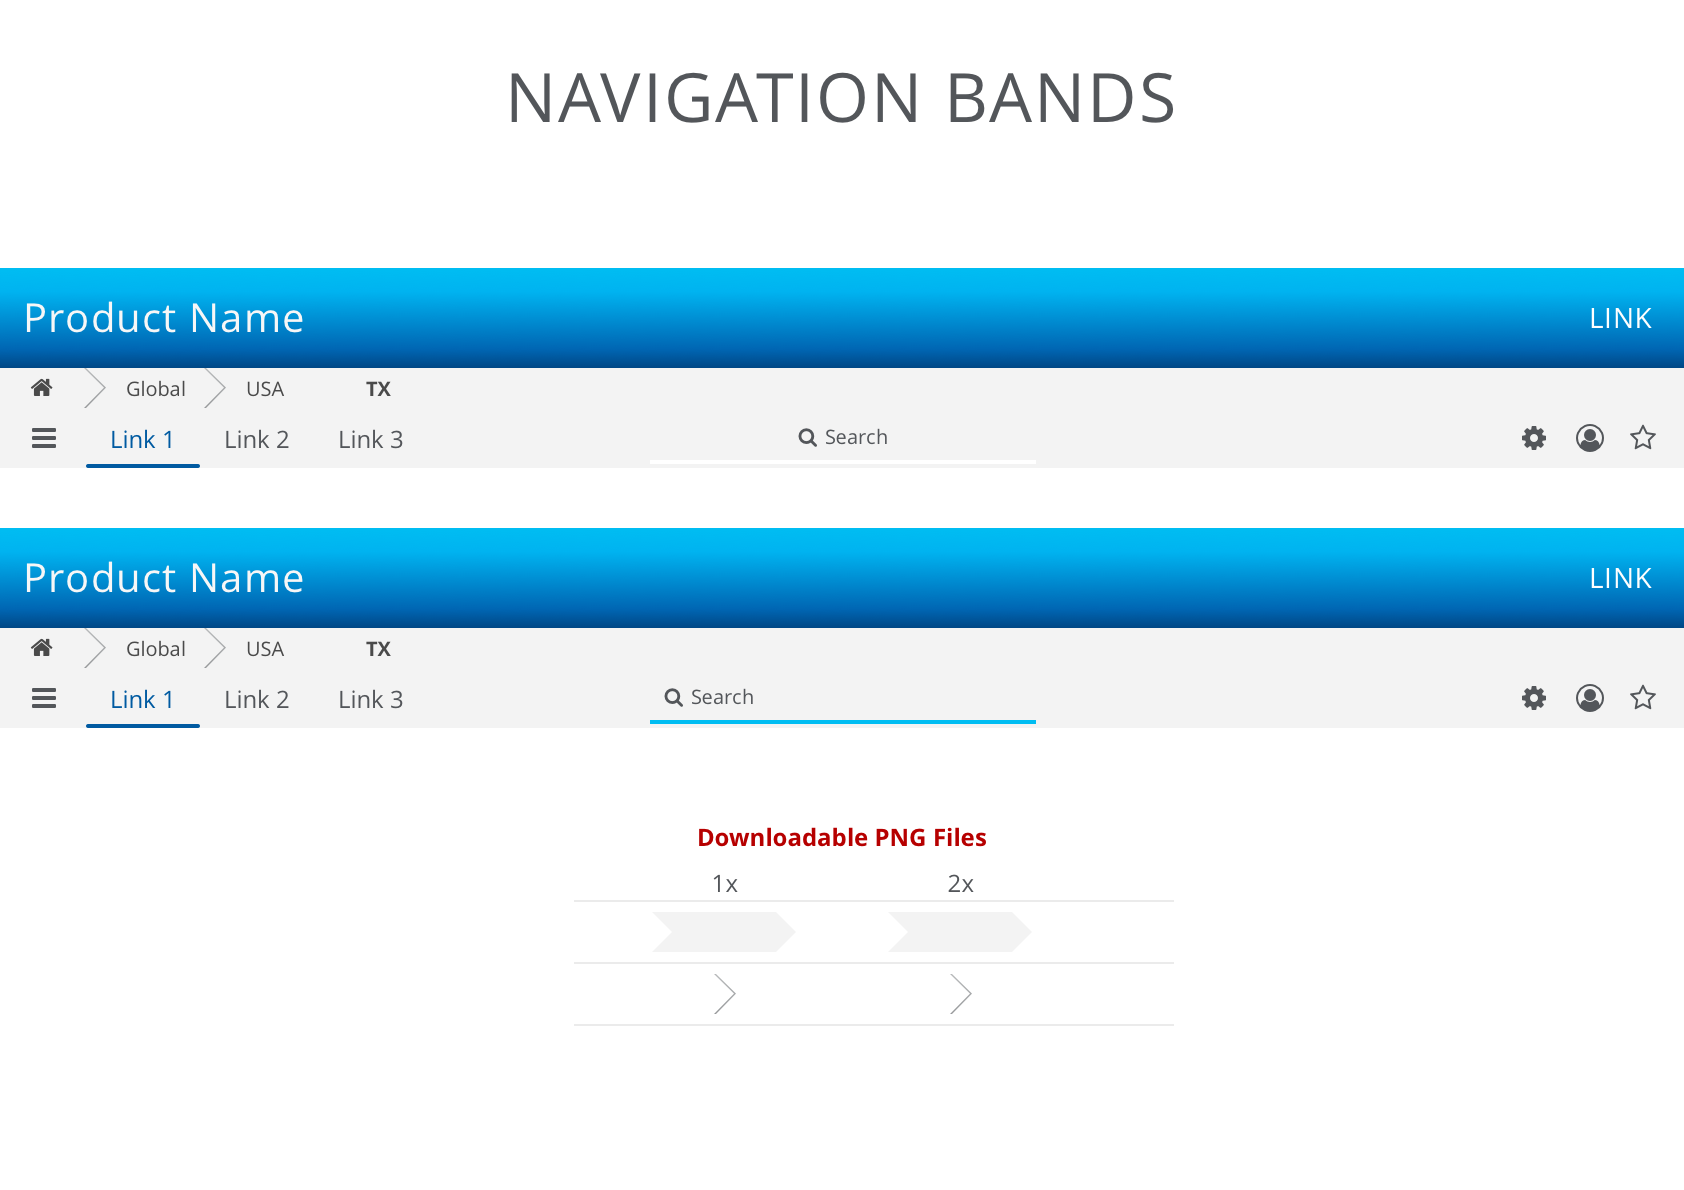 NAVIGATION BANDS
Product Name LINK
Global USA TX
Link 1 Link 2 Link 3 Search
Product Name LINK
Global USA TX
Link 1 Link 2 Link 3 Search
Downloadable PNG Files
1x 2x